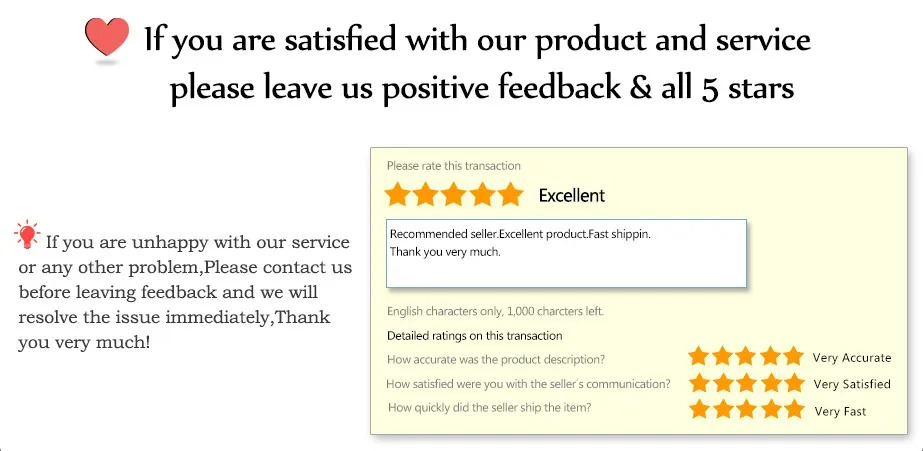 If you are satisfied with our product and service
please leave us positive feedback & all 5 stars
If you are unhappy with our service
or any other problem,Please contact us
before leaving feedback and we will
resolve the issue immediately,Thank
you very much!
Please rate this transaction
Excellent
Recommended seller.Excellent product.Fast shippin.
Thank you very much.
English characters only, 1,000 charcters left.
Detailed ratings on this transaction
How accurate was the product description?
Very Accurate
How satisfied were you with the seller's communication?
Very Satisfied
How quickly did the seller ship the item?
Very Fast